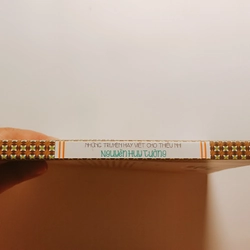 NHỮNG TRUYỆN HAY VIẾT CHO THIẾU NHI
Nguyễn Huy Tưởng